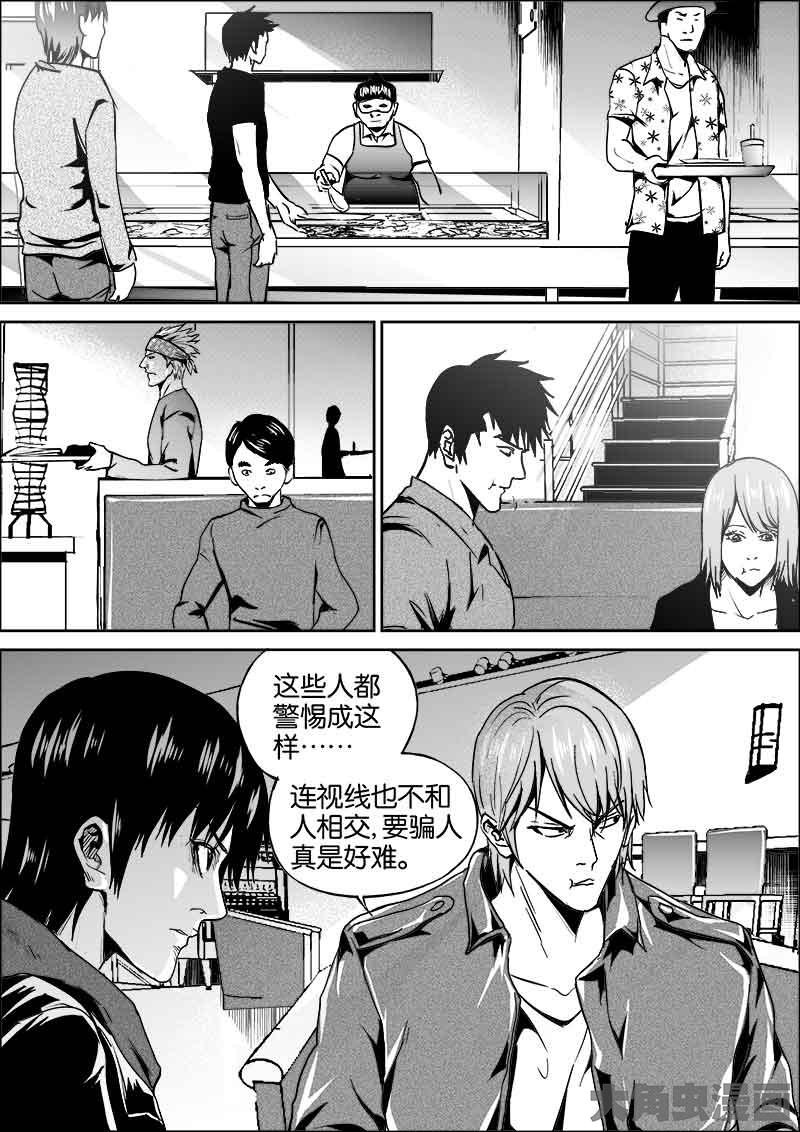 这些人都
警惕成这
样……
连视线也不和
人相交,要骗人
真是好难。
大角虫漫画